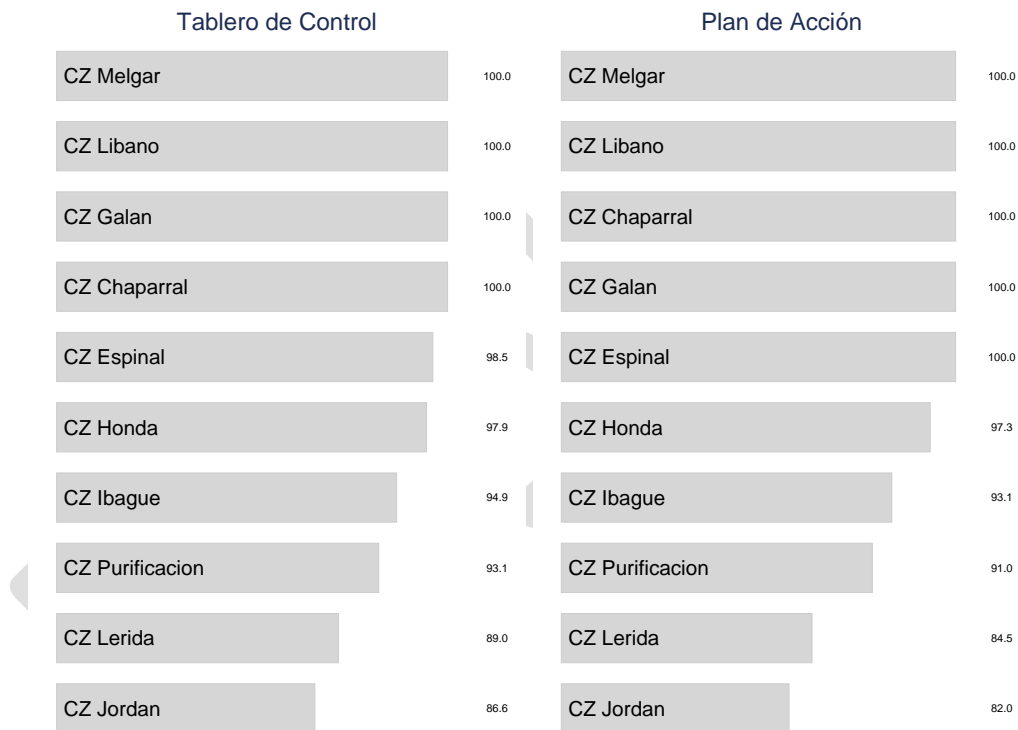 Tablero de Control
CZ Melgar 100.0
CZ Libano 100.0
CZ Galan 100.0
CZ Chaparral 100.0
CZ Espinal 98.5
CZ Honda 97.9
CZ Ibague 94.9
CZ Purificacion 93.1
CZ Lerida 89.0
CZ Jordan 86.6
Plan de Acción
CZ Melgar 100.0
CZ Libano 100.0
CZ Chaparral 100.0
CZ Galan 100.0
CZ Espinal 100.0
CZ Honda 97.3
CZ Ibague 93.1
CZ Purificacion 91.0
CZ Lerida 84.5
CZ Jordan 82.0